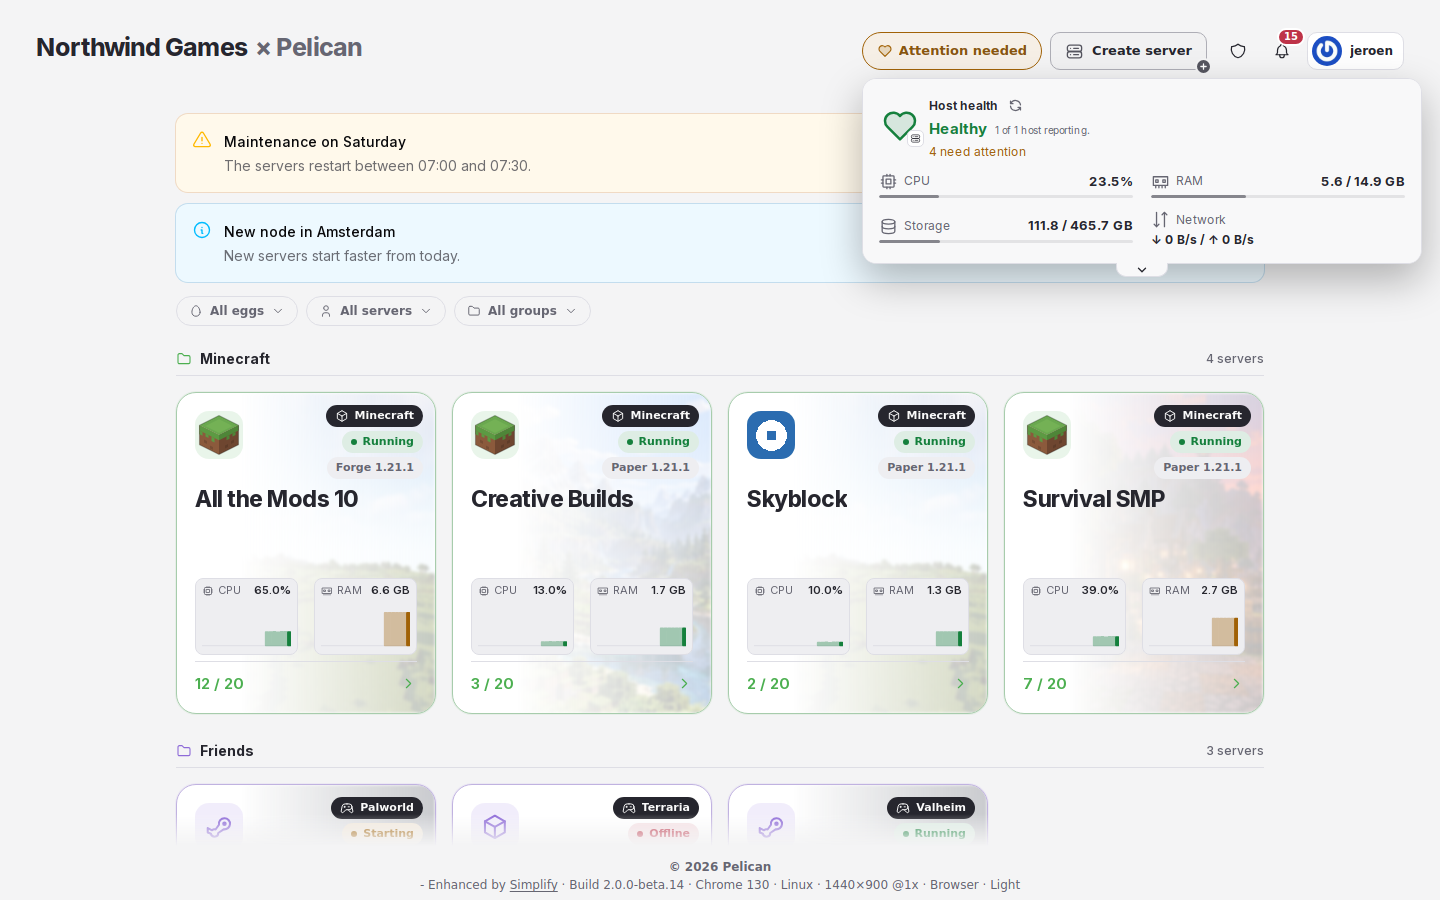 Northwind Games × Pelican
Attention needed
Create server
15
jeroen
Host health
Healthy 1 of 1 host reporting.
4 need attention
CPU 23.5%
RAM 5.6 / 14.9 GB
Storage 111.8 / 465.7 GB
Network
↓ 0 B/s / ↑ 0 B/s
Maintenance on Saturday
The servers restart between 07:00 and 07:30.
New node in Amsterdam
New servers start faster from today.
All eggs
All servers
All groups
Minecraft
4 servers
Minecraft
Running
Forge 1.21.1
All the Mods 10
CPU 65.0%
RAM 6.6 GB
12 / 20
Minecraft
Running
Paper 1.21.1
Creative Builds
CPU 13.0%
RAM 1.7 GB
3 / 20
Minecraft
Running
Paper 1.21.1
Skyblock
CPU 10.0%
RAM 1.3 GB
2 / 20
Minecraft
Running
Paper 1.21.1
Survival SMP
CPU 39.0%
RAM 2.7 GB
7 / 20
Friends
3 servers
Palworld
Starting
Terraria
Offline
Valheim
Running
© 2026 Pelican
- Enhanced by Simplify · Build 2.0.0-beta.14 · Chrome 130 · Linux · 1440×900 @1x · Browser · Light